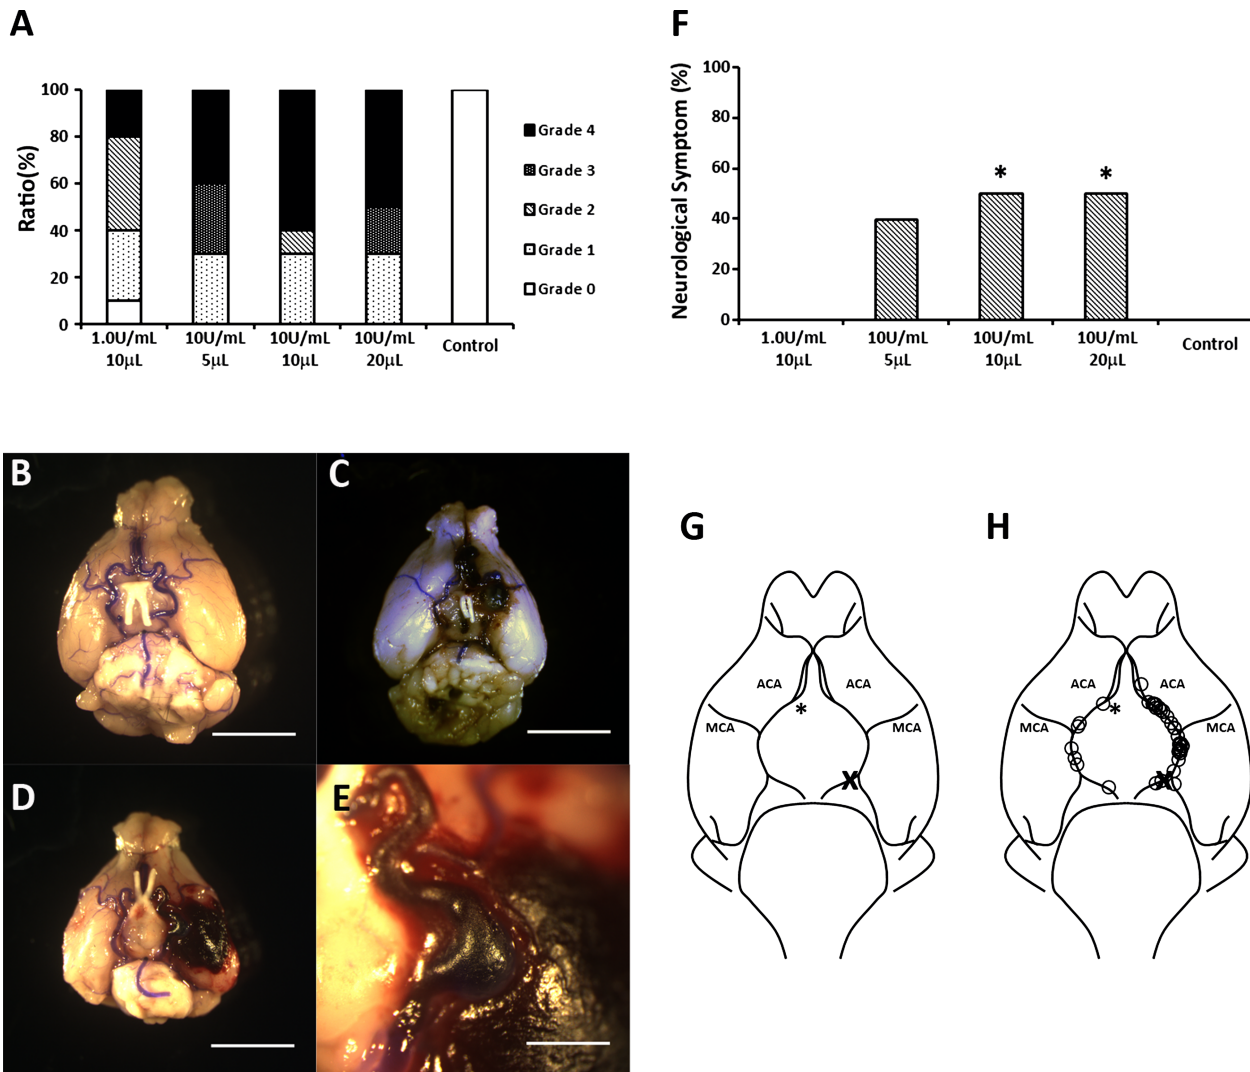 A
Ratio(%)
100
80
60
40
20
0
1.0U/mL
10µL
10U/mL
5µL
10U/mL
10µL
10U/mL
20µL
Control
Grade 4
Grade 3
Grade 2
Grade 1
Grade 0
F
Neurological Symptom (%)
100
80
60
40
20
0
*
*
1.0U/mL
10µL
10U/mL
5µL
10U/mL
10µL
10U/mL
20µL
Control
B
C
D
E
G
ACA
ACA
*
MCA
MCA
X
H
ACA
ACA
*
MCA
MCA
X